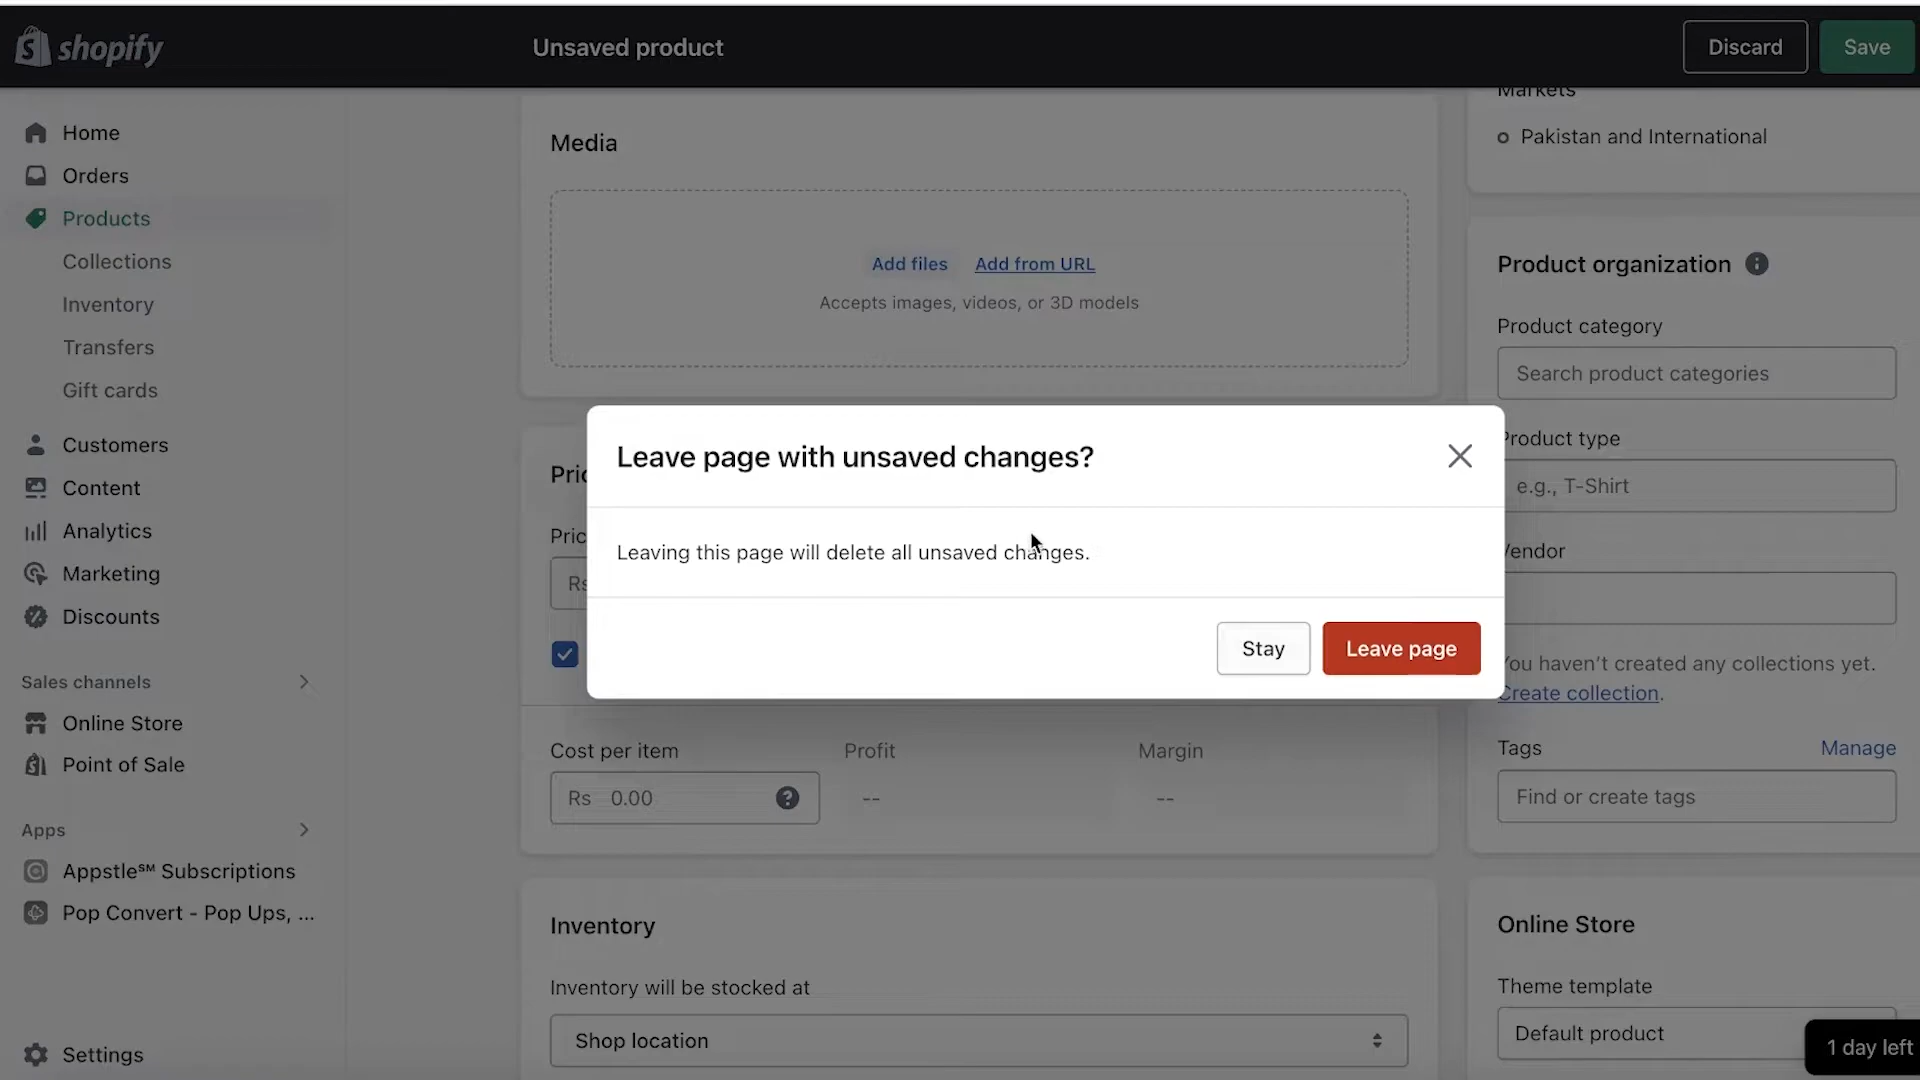 shopify
Unsaved product
Discard
Save
Home
Orders
Products
Collections
Inventory
Transfers
Gift cards
Customers
Content
Analytics
Marketing
Discounts
Sales channels
Online Store
Point of Sale
Apps
Appstle℠ Subscriptions
Pop Convert - Pop Ups, ...
Settings
Media
Add files Add from URL
Accepts images, videos, or 3D models
Leave page with unsaved changes?
Leaving this page will delete all unsaved changes.
Stay
Leave page
Cost per item
Profit
Margin
Rs 0.00
--
--
Inventory
Inventory will be stocked at
Shop location
Markets
Pakistan and International
Product organization
Product category
Search product categories
Product type
e.g., T-Shirt
Vendor
You haven't created any collections yet.
Create collection.
Tags
Manage
Find or create tags
Online Store
Theme template
Default product
1 day left